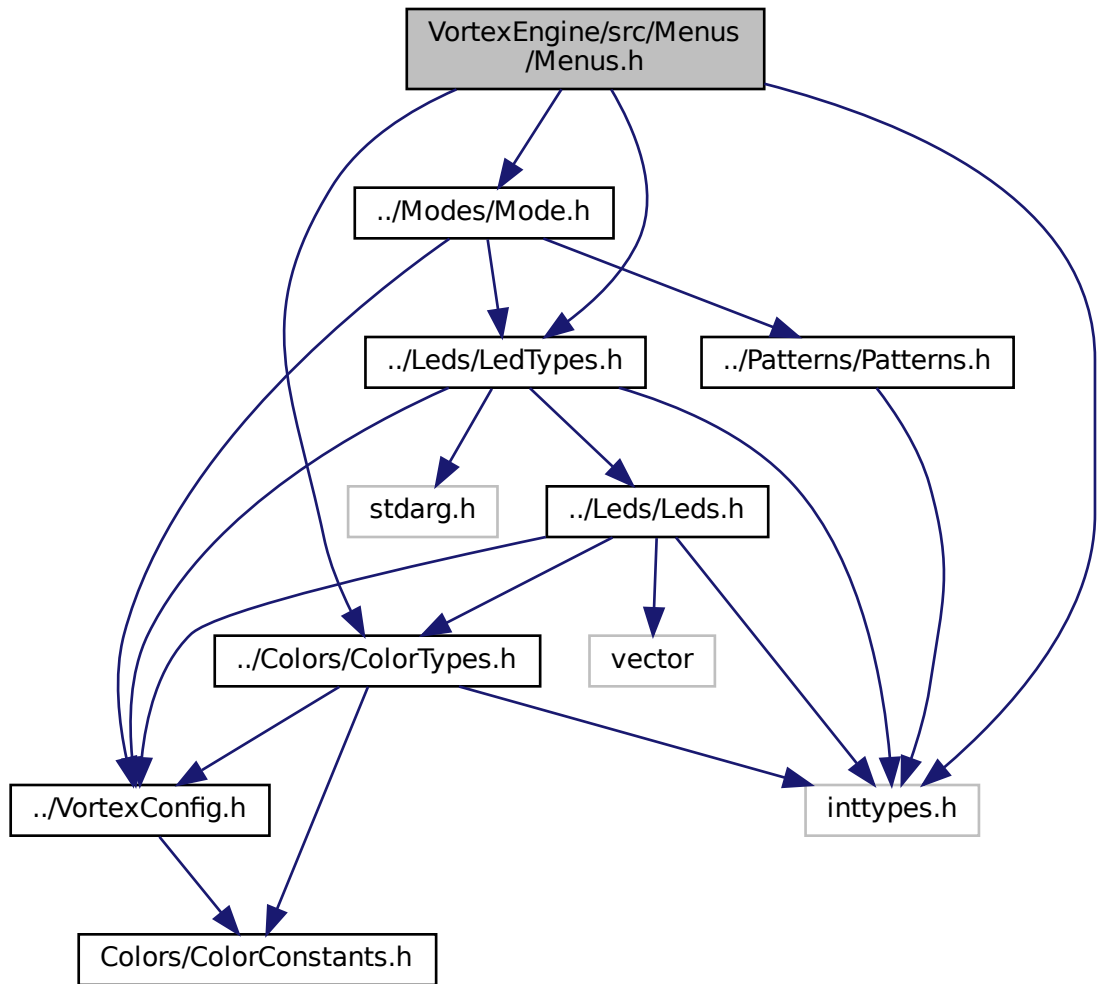 VortexEngine/src/Menus
/Menus.h
../Modes/Mode.h
../Leds/LedTypes.h
../Patterns/Patterns.h
stdarg.h
../Leds/Leds.h
../Colors/ColorTypes.h
vector
../VortexConfig.h
inttypes.h
Colors/ColorConstants.h